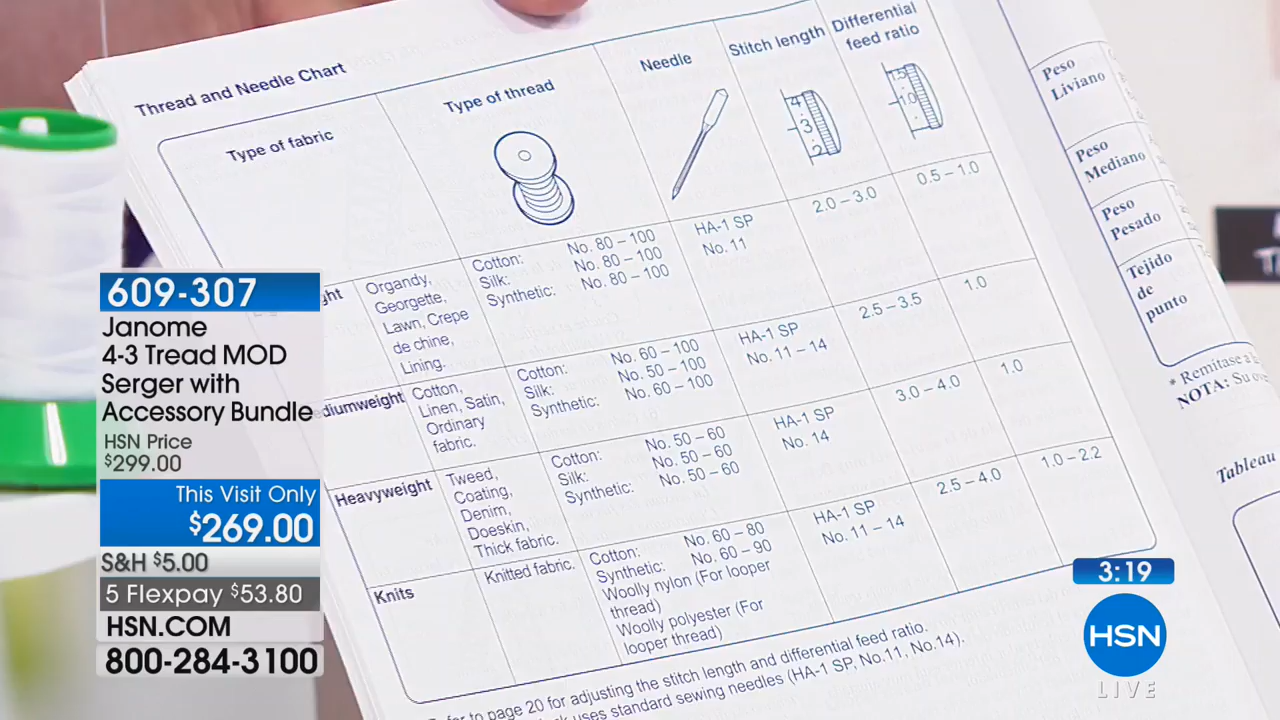 Thread and Needle Chart
Type of fabric
Type of thread
Needle
Stitch length
Differential
feed ratio
4
3
2
1.5
1.0
Organdy,
Georgette,
Lawn, Crepe
de chine,
Lining.
Cotton: No. 80 – 100
Silk: No. 80 – 100
Synthetic: No. 80 – 100
HA-1 SP
No. 11
2.0 – 3.0
0.5 – 1.0
Cotton,
Linen, Satin,
Ordinary
fabric.
Cotton: No. 60 – 100
Silk: No. 50 – 100
Synthetic: No. 60 – 100
HA-1 SP
No. 11 – 14
2.5 – 3.5
1.0
Heavyweight
Tweed,
Coating,
Denim,
Doeskin,
Thick fabric.
Cotton: No. 50 – 60
Silk: No. 50 – 60
Synthetic: No. 50 – 60
HA-1 SP
No. 14
3.0 – 4.0
1.0
Knits
Knitted fabric.
Cotton: No. 60 – 80
Synthetic: No. 60 – 90
Woolly nylon (For looper
thread)
Woolly polyester (For
looper thread)
HA-1 SP
No. 11 – 14
2.5 – 4.0
1.0 – 2.2
to page 20 for adjusting the stitch length and differential feed ratio.
uses standard sewing needles (HA-1 SP, No.11, No.14).
Peso
Liviano
Peso
Mediano
Peso
Pesado
Tejido
de
punto
* Remitase a
NOTA: Su
Tableau
609-307
Janome
4-3 Tread MOD
Serger with
Accessory Bundle
HSN Price
$299.00
This Visit Only
$269.00
S&H $5.00
5 Flexpay $53.80
HSN.COM
800-284-3100
3:19
HSN
LIVE